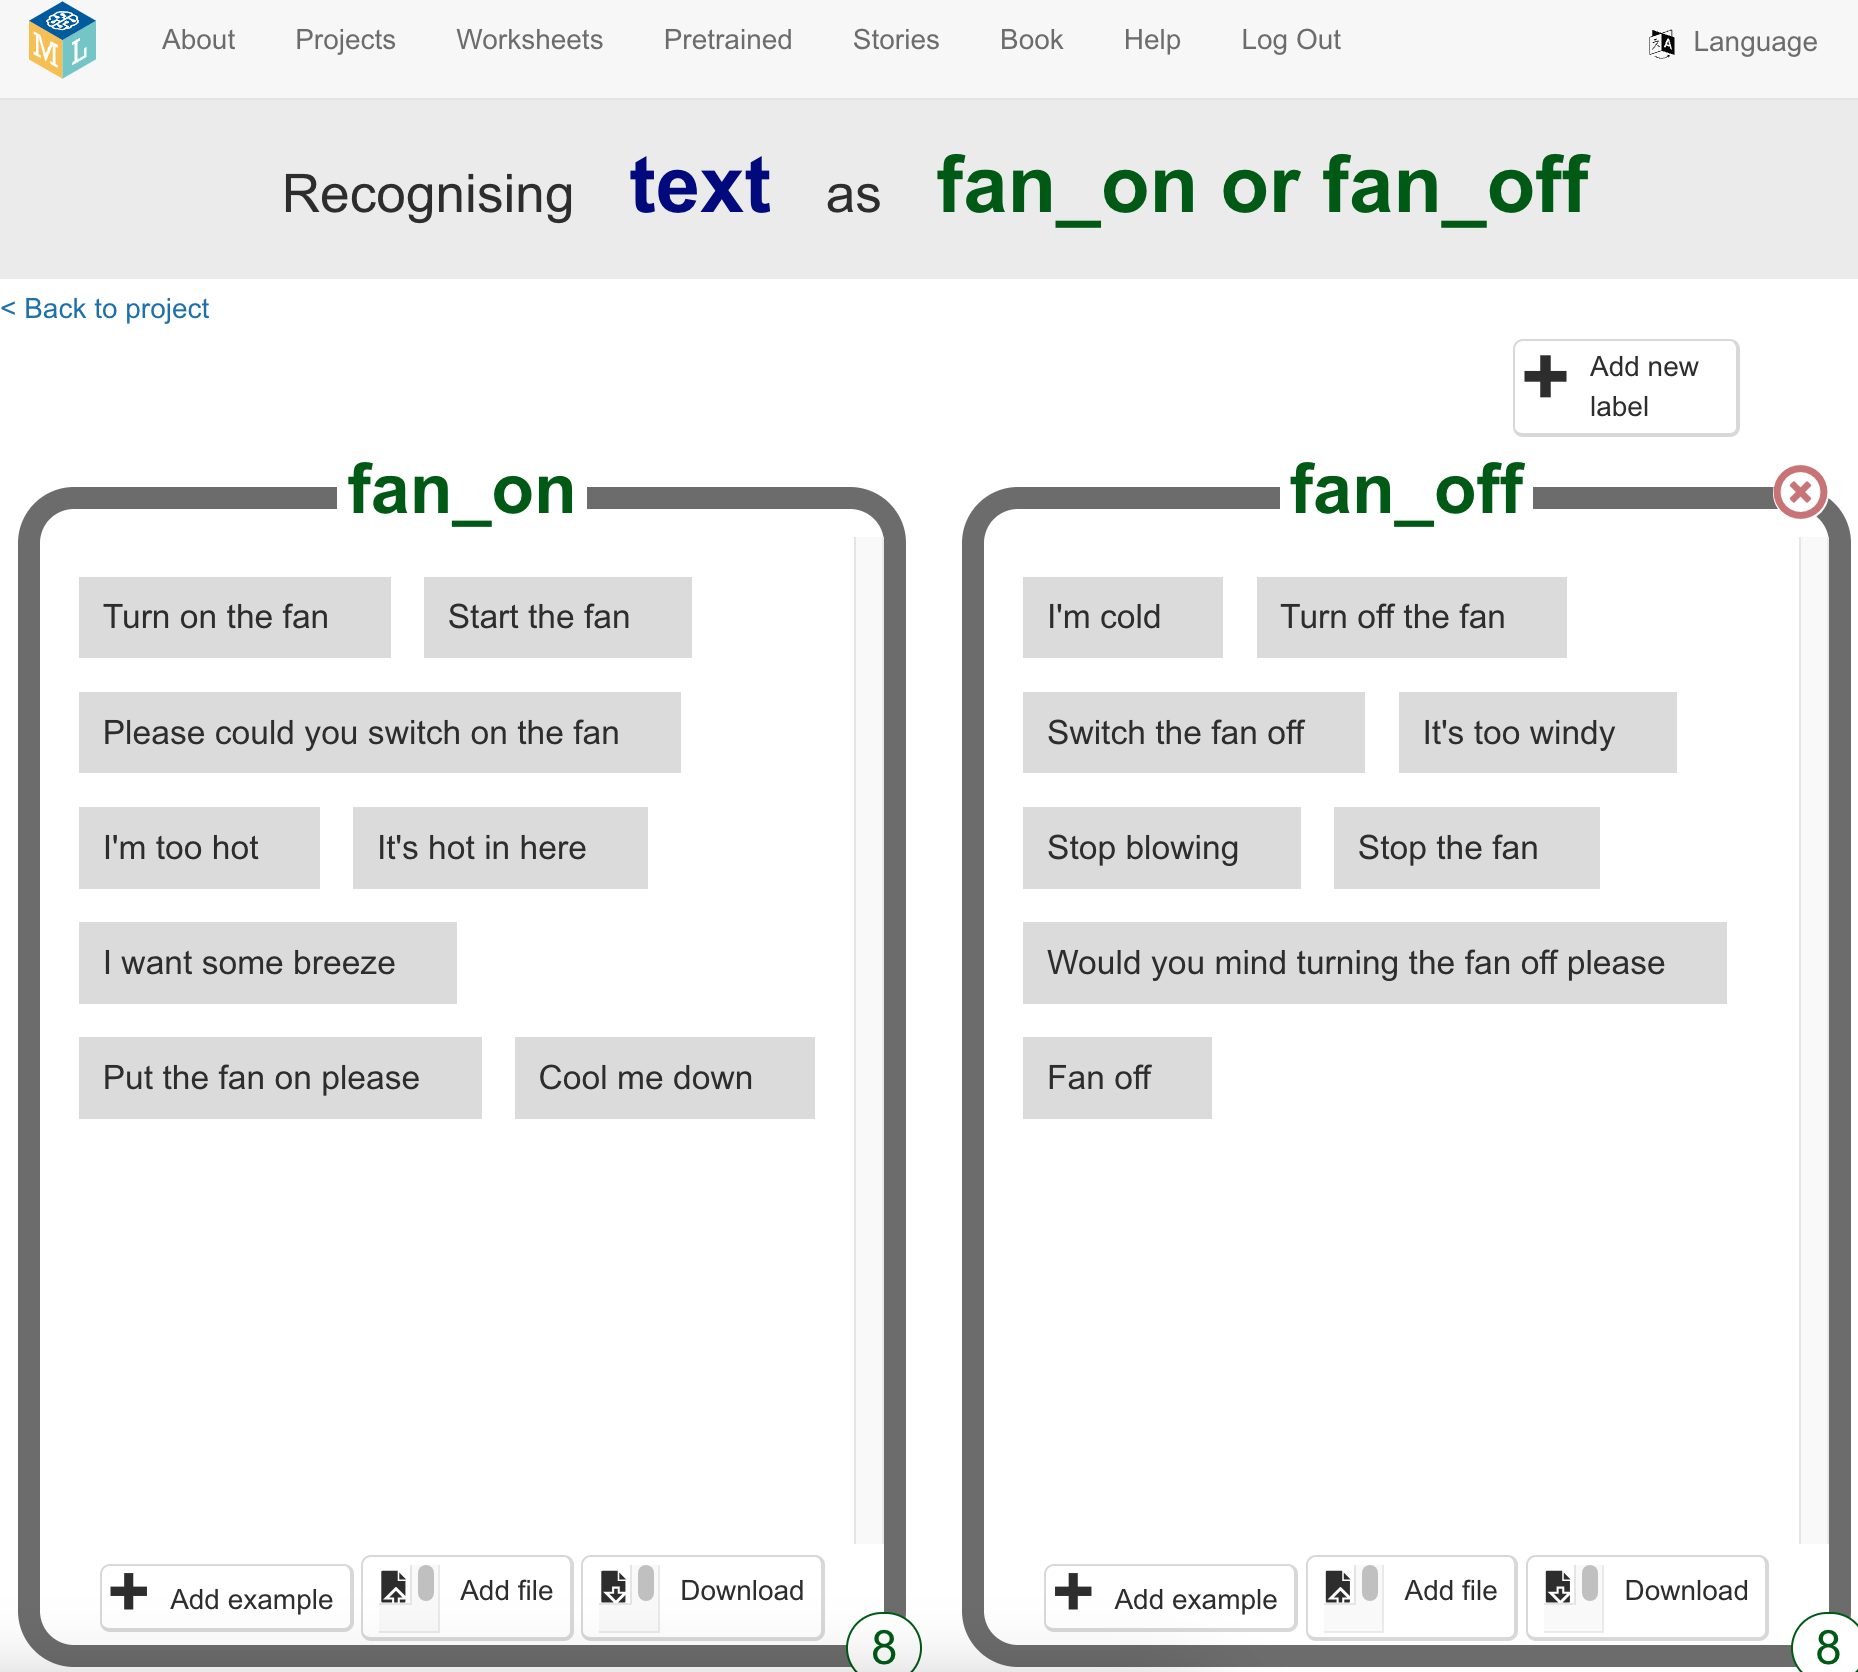 ML
About Projects Worksheets Pretrained Stories Book Help Log Out Language
Recognising text as fan_on or fan_off
< Back to project
Add new
label
fan_on
Turn on the fan Start the fan
Please could you switch on the fan
I'm too hot It's hot in here
I want some breeze
Put the fan on please Cool me down
Add example Add file Download
8
fan_off
I'm cold Turn off the fan
Switch the fan off It's too windy
Stop blowing Stop the fan
Would you mind turning the fan off please
Fan off
Add example Add file Download
8